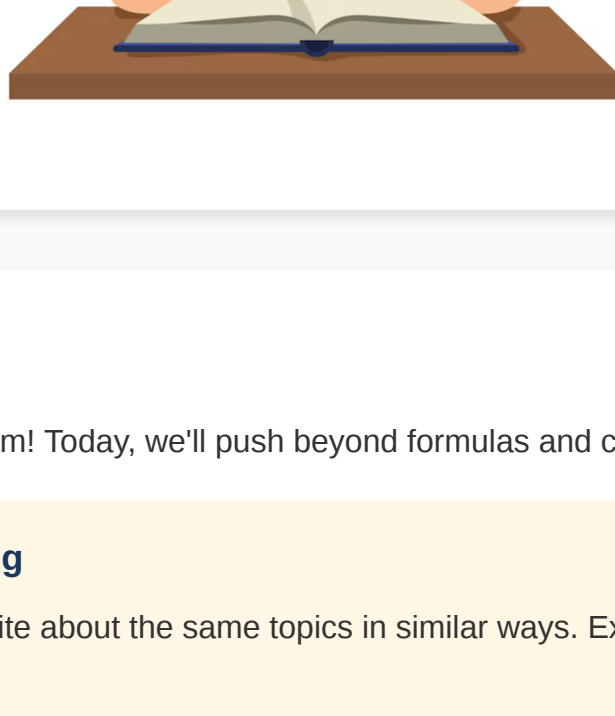 m! Today, we'll push beyond formulas and c
g
ite about the same topics in similar ways. Ex